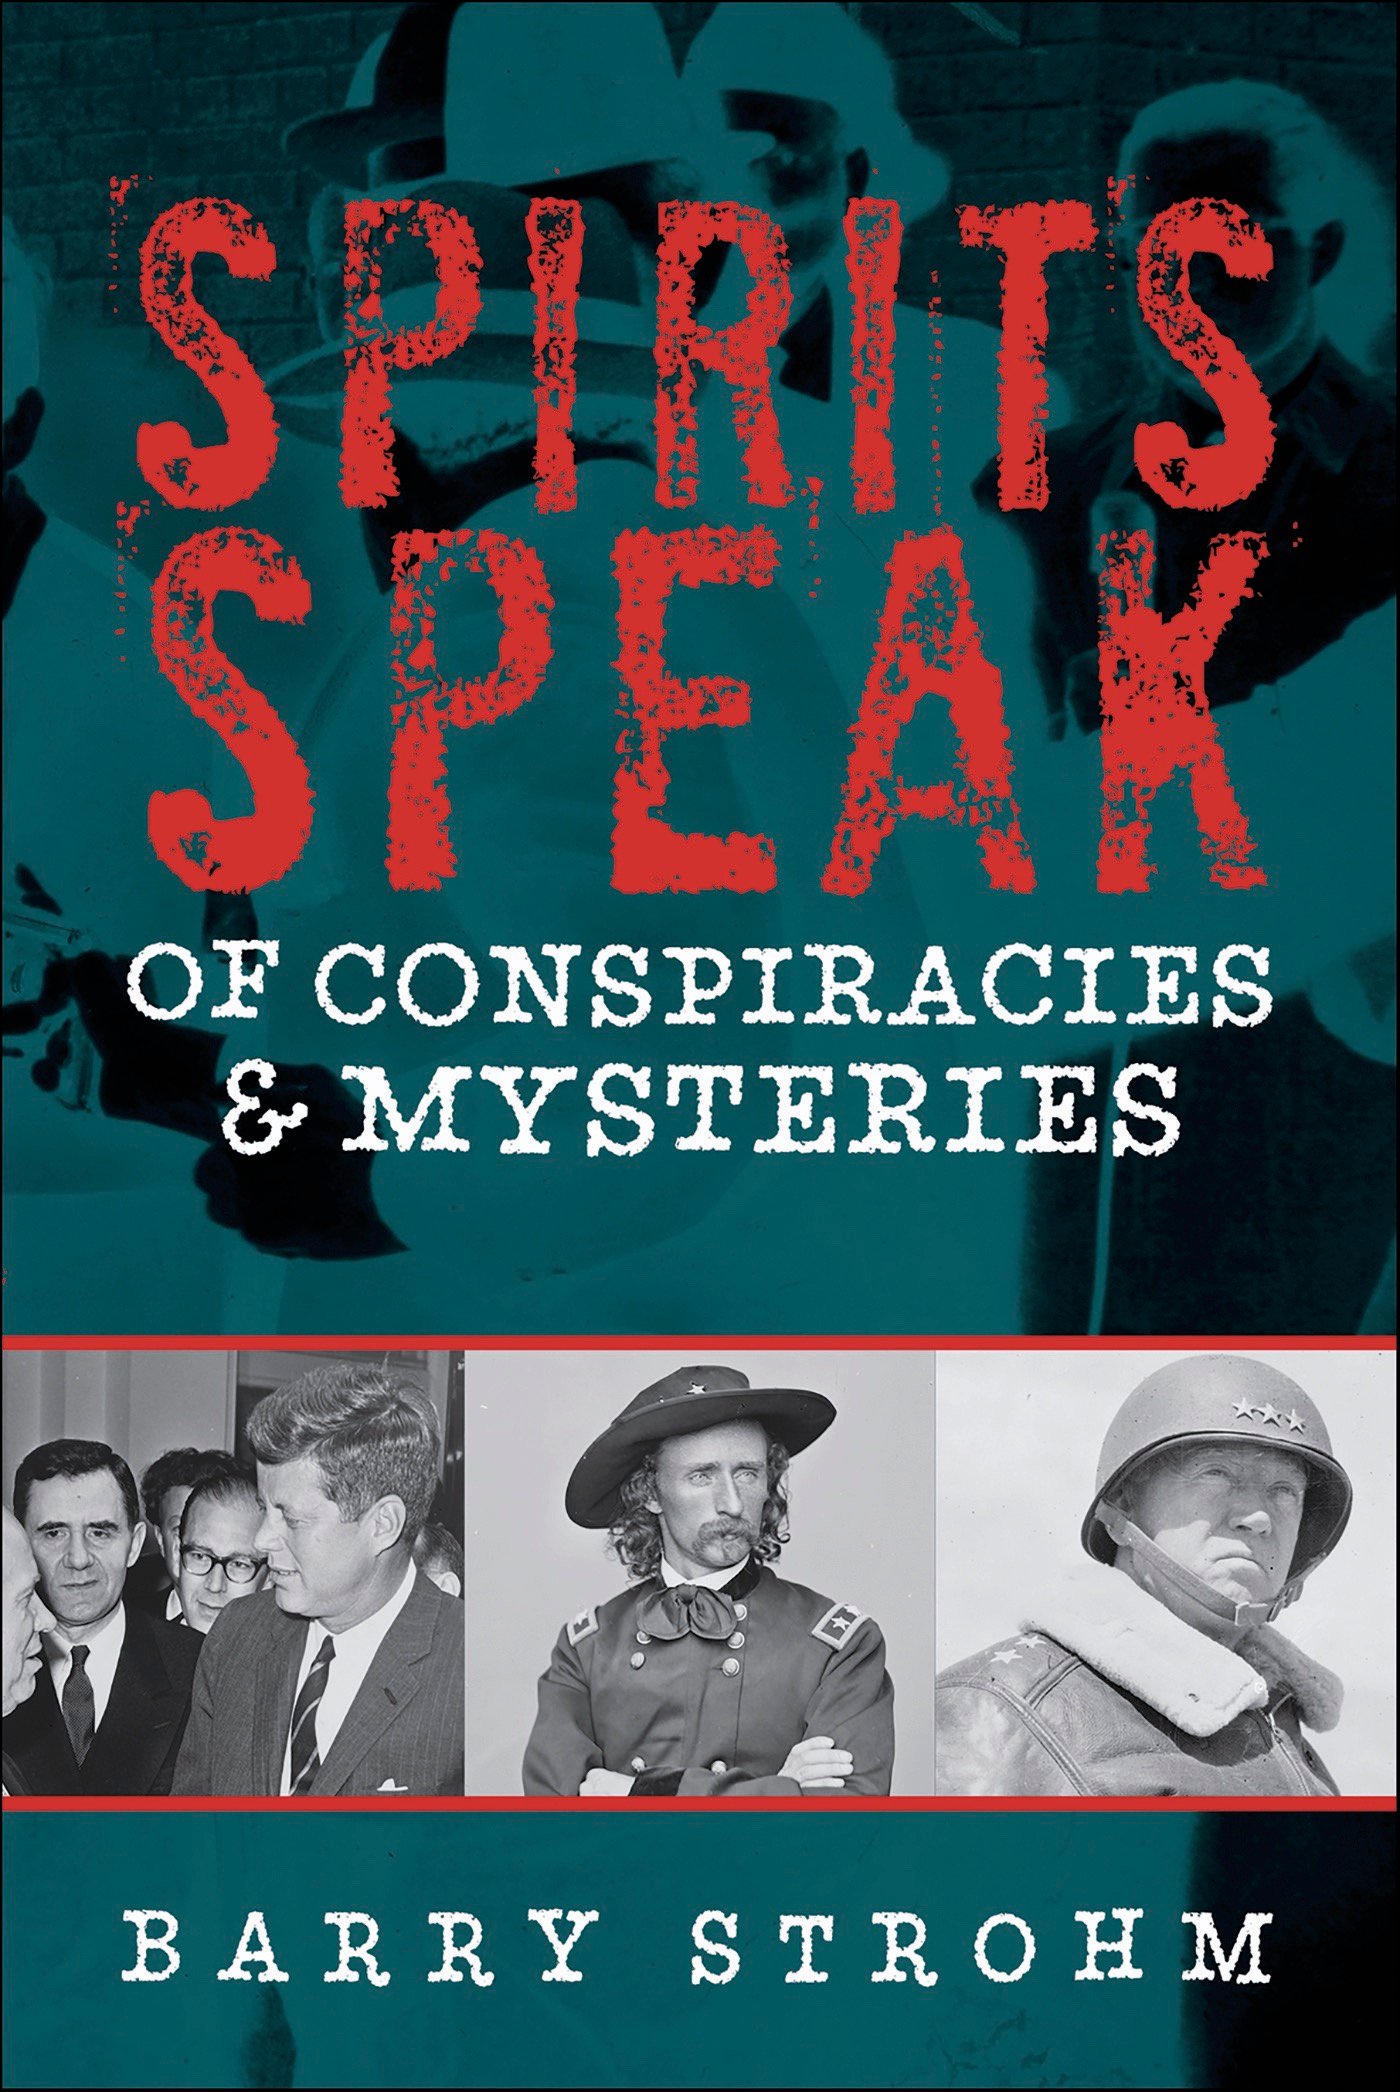 SPIRITS
SPEAK
OF CONSPIRACIES
& MYSTERIES
BARRY STROHM